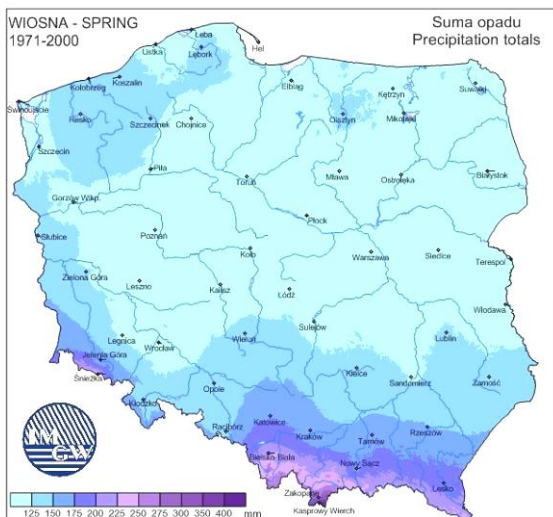 WIOSNA - SPRING
1971-2000
Suma opadu
Precipitation totals
Łeba
Hel
Ustka
Lębork
Koszalin
Kołobrzeg
Elbląg
Kętrzyn
Suwałki
Świnoujście
Resko
Szczecinek
Chojnice
Olsztyn
Mikołajki
Szczecin
Piła
Toruń
Mława
Ostrołęka
Białystok
Gorzów Wlkp.
Płock
Słubice
Poznań
Koło
Warszawa
Siedlce
Terespol
Zielona Góra
Leszno
Kalisz
Łódź
Włodawa
Sulejów
Legnica
Wrocław
Wieluń
Lublin
Jelenia Góra
Śnieżka
Kielce
Sandomierz
Zamość
Opole
Kłodzko
Katowice
Racibórz
Kraków
Tarnów
Rzeszów
Bielsko-Biała
Nowy Sącz
Zakopane
Lesko
Kasprowy Wierch
IMGW
125 150 175 200 225 250 300 350 400 mm